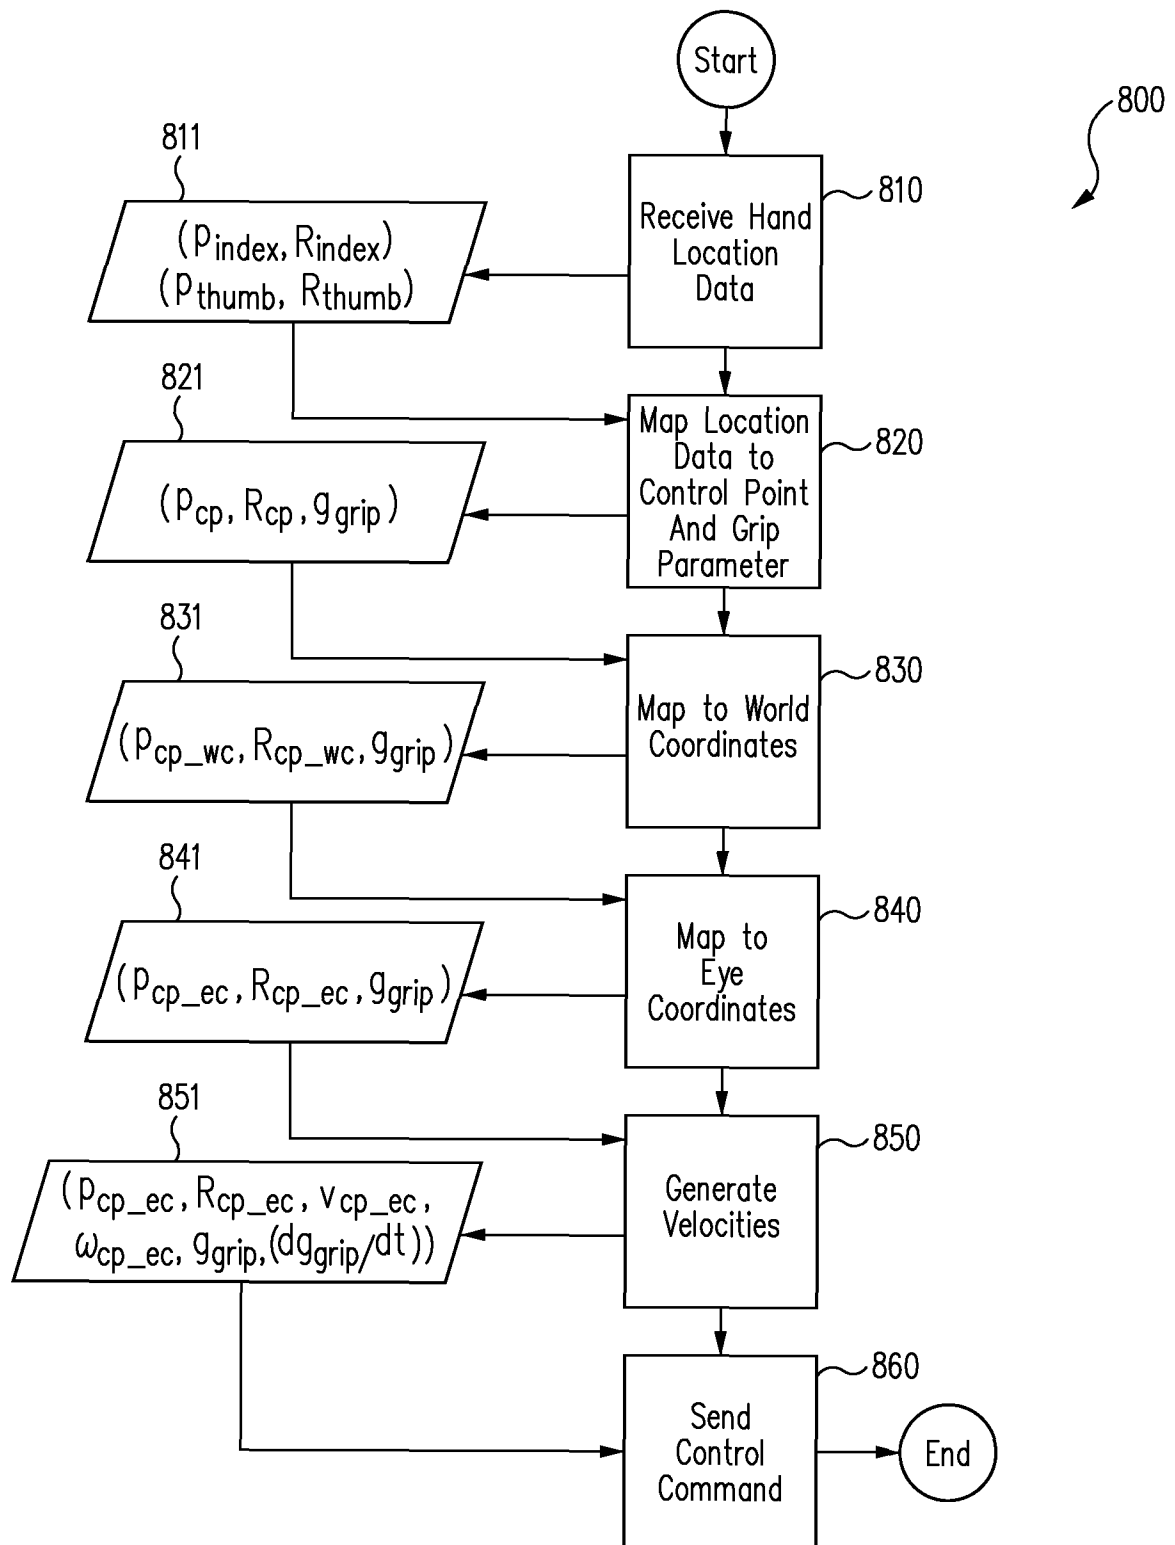 Start
800
811
810
Receive Hand
Location
Data
(p_index, R_index)
(p_thumb, R_thumb)
821
820
Map Location
Data to
Control Point
And Grip
Parameter
(p_cp, R_cp, g_grip)
831
830
Map to World
Coordinates
(p_cp_wc, R_cp_wc, g_grip)
841
840
Map to
Eye
Coordinates
(p_cp_ec, R_cp_ec, g_grip)
851
850
Generate
Velocities
(p_cp_ec, R_cp_ec, v_cp_ec,
ω_cp_ec, g_grip, (dg_grip/dt))
860
Send
Control
Command
End